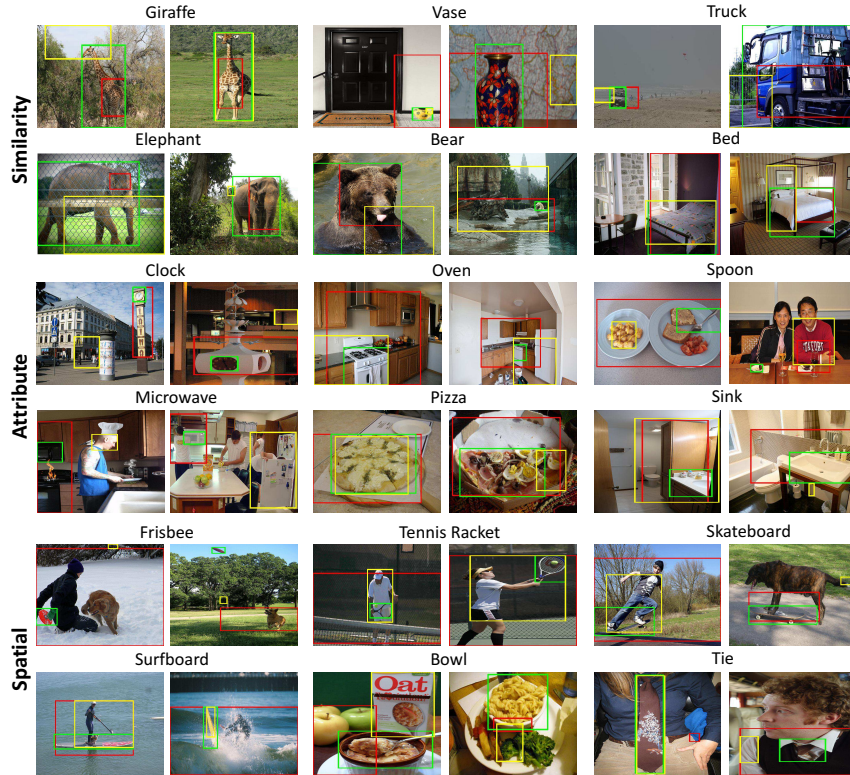 Giraffe Vase Truck
Similarity
Elephant Bear Bed
Clock Oven Spoon
Attribute
Microwave Pizza Sink
Frisbee Tennis Racket Skateboard
Spatial
Surfboard Bowl Tie
WELCOME
Oat